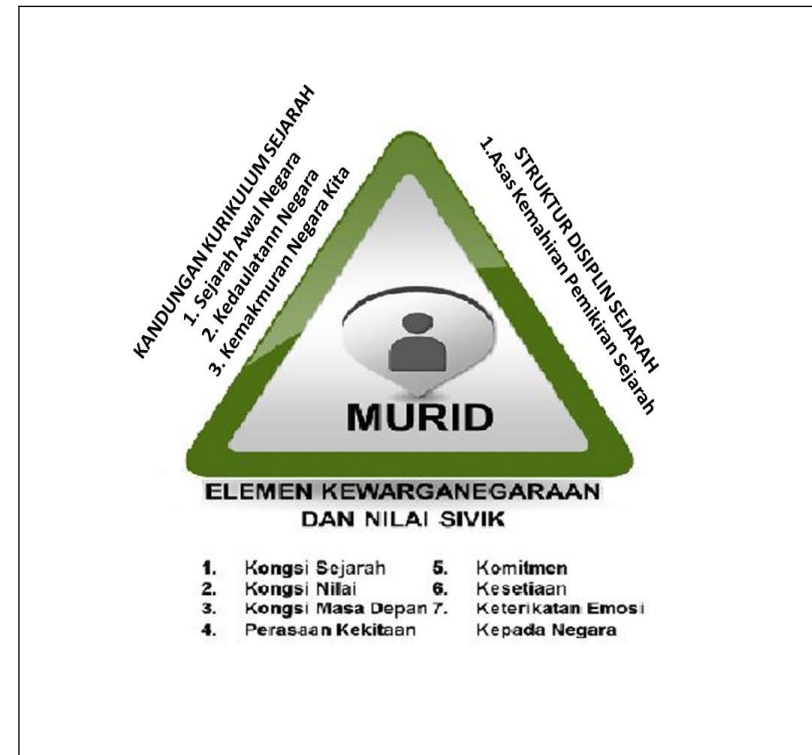 KANDUNGAN KURIKULUM SEJARAH
1. Sejarah Awal Negara
2. Kedaulatann Negara
3. Kemakmuran Negara Kita
STRUKTUR DISIPLIN SEJARAH
1.Asas Kemahiran Pemikiran Sejarah
MURID
ELEMEN KEWARGANEGARAAN
DAN NILAI SIVIK
1. Kongsi Sejarah
2. Kongsi Nilai
3. Kongsi Masa Depan
4. Perasaan Kekitaan
5. Komitmen
6. Kesetiaan
7. Keterikatan Emosi
Kepada Negara